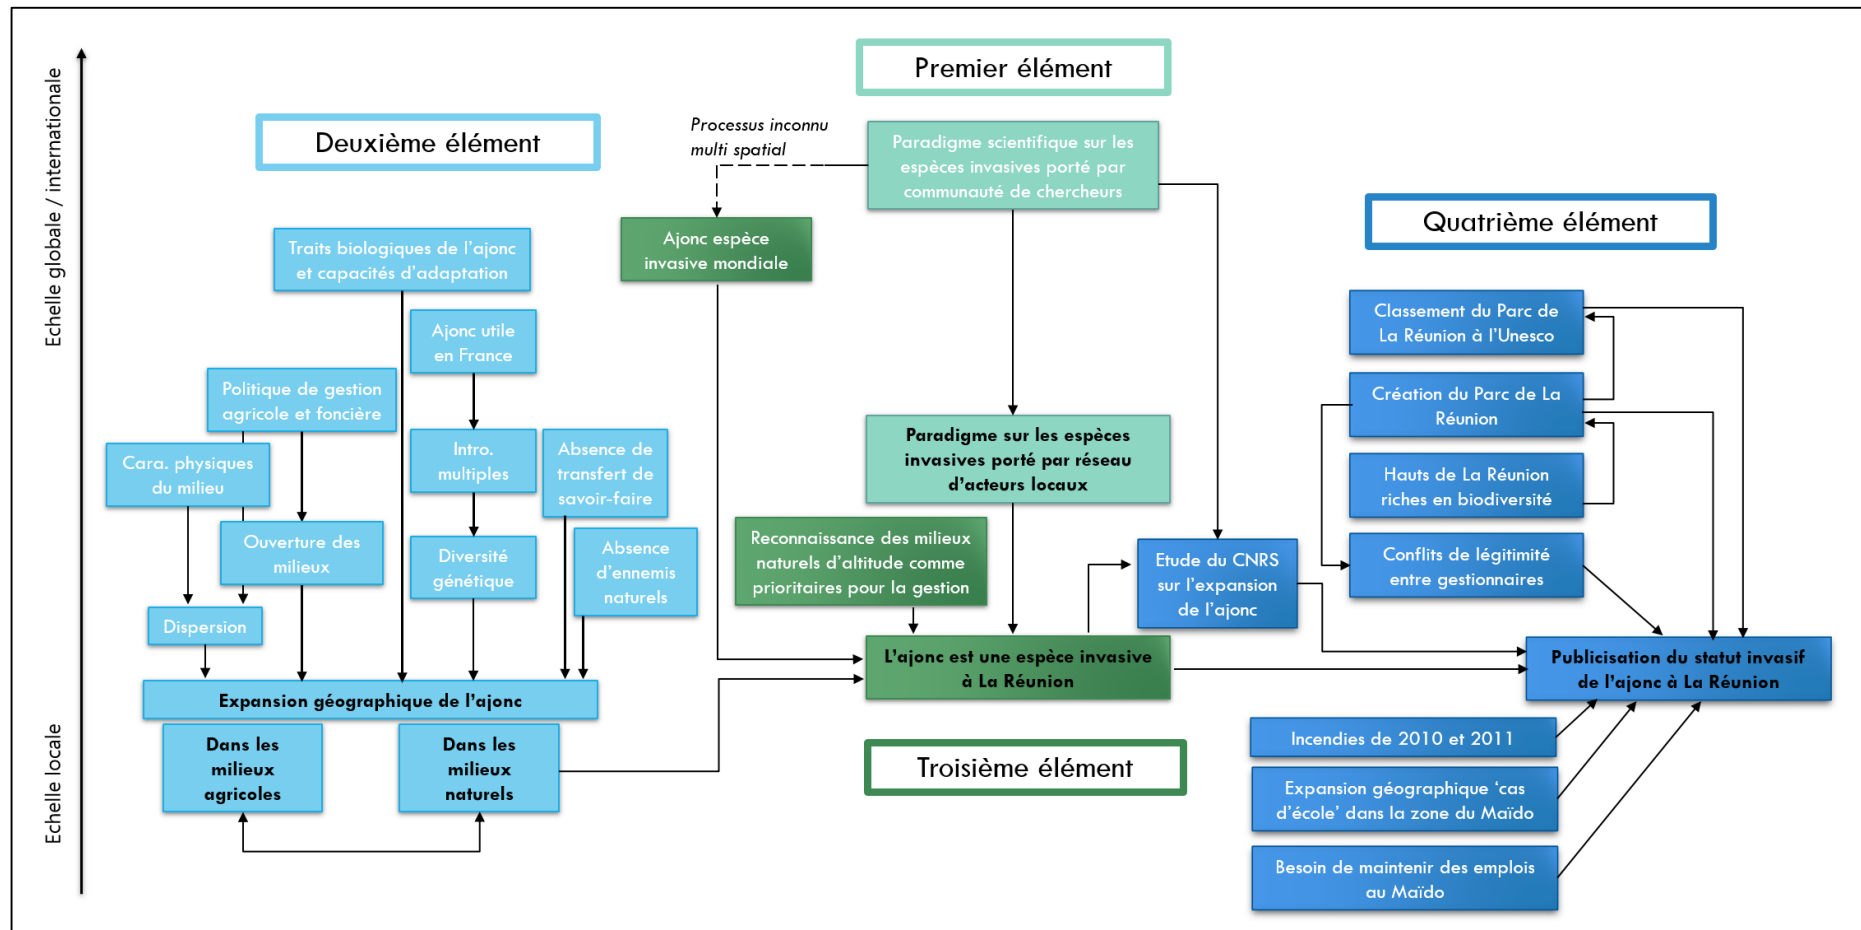 Echelle globale / internationale
Echelle locale
Premier élément
Paradigme scientifique sur les
espèces invasives porté par
communauté de chercheurs
Processus inconnu
multi spatial
Ajonc espèce
invasive mondiale
Paradigme sur les espèces
invasives porté par réseau
d'acteurs locaux
Deuxième élément
Traits biologiques de l'ajonc
et capacités d'adaptation
Ajonc utile
en France
Politique de gestion
agricole et foncière
Cara. physiques
du milieu
Intro.
multiples
Absence de
transfert de
savoir-faire
Ouverture des
milieux
Diversité
génétique
Absence
d'ennemis
naturels
Dispersion
Expansion géographique de l'ajonc
Dans les
milieux
agricoles
Dans les
milieux
naturels
Reconnaissance des milieux
naturels d'altitude comme
prioritaires pour la gestion
L'ajonc est une espèce invasive
à La Réunion
Troisième élément
Etude du CNRS
sur l'expansion
de l'ajonc
Quatrième élément
Classement du Parc de
La Réunion à l'Unesco
Création du Parc de La
Réunion
Hauts de La Réunion
riches en biodiversité
Conflits de légitimité
entre gestionnaires
Publicisation du statut invasif
de l'ajonc à La Réunion
Incendies de 2010 et 2011
Expansion géographique 'cas
d'école' dans la zone du Maïdo
Besoin de maintenir des emplois
au Maïdo